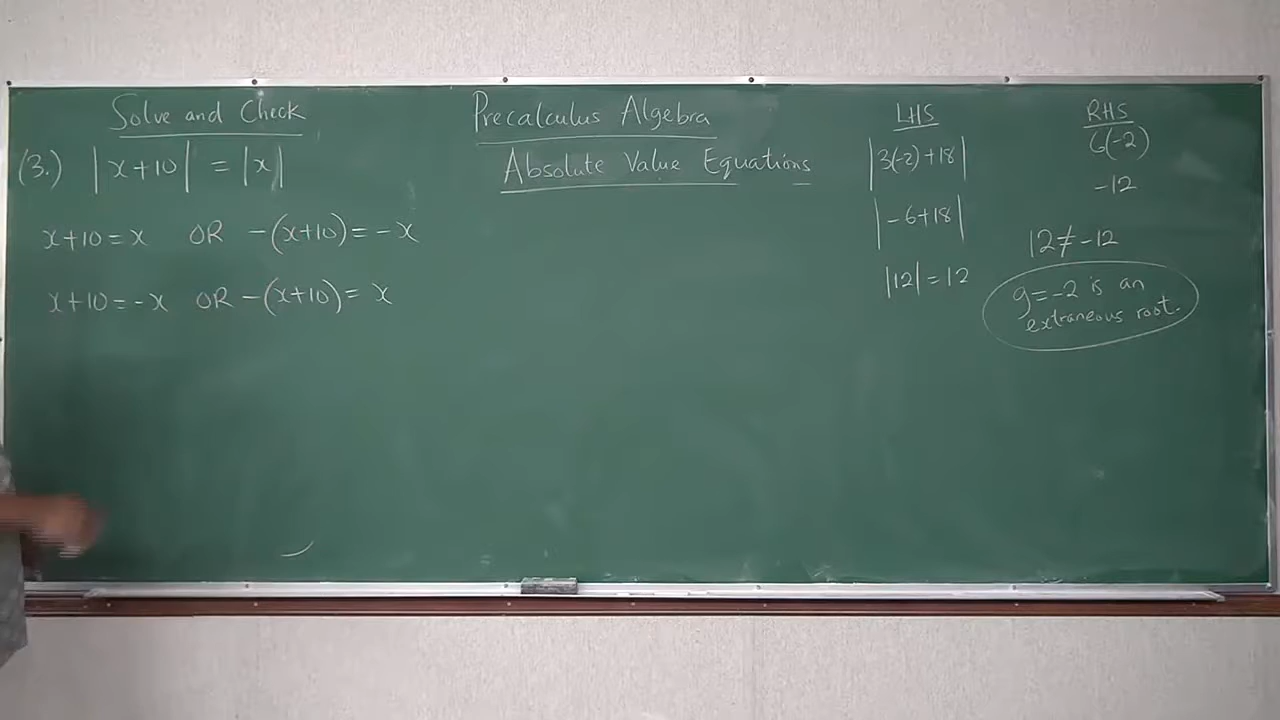 Solve and Check
(3.) |x+10| = |x|
x+10=x OR -(x+10)=-x
x+10=-x OR -(x+10)=x
Precalculus Algebra
Absolute Value Equations
LHS
|3(-2)+18|
|-6+18|
|12|=12
RHS
6(-2)
-12
12≠-12
g=-2 is an
extraneous root.